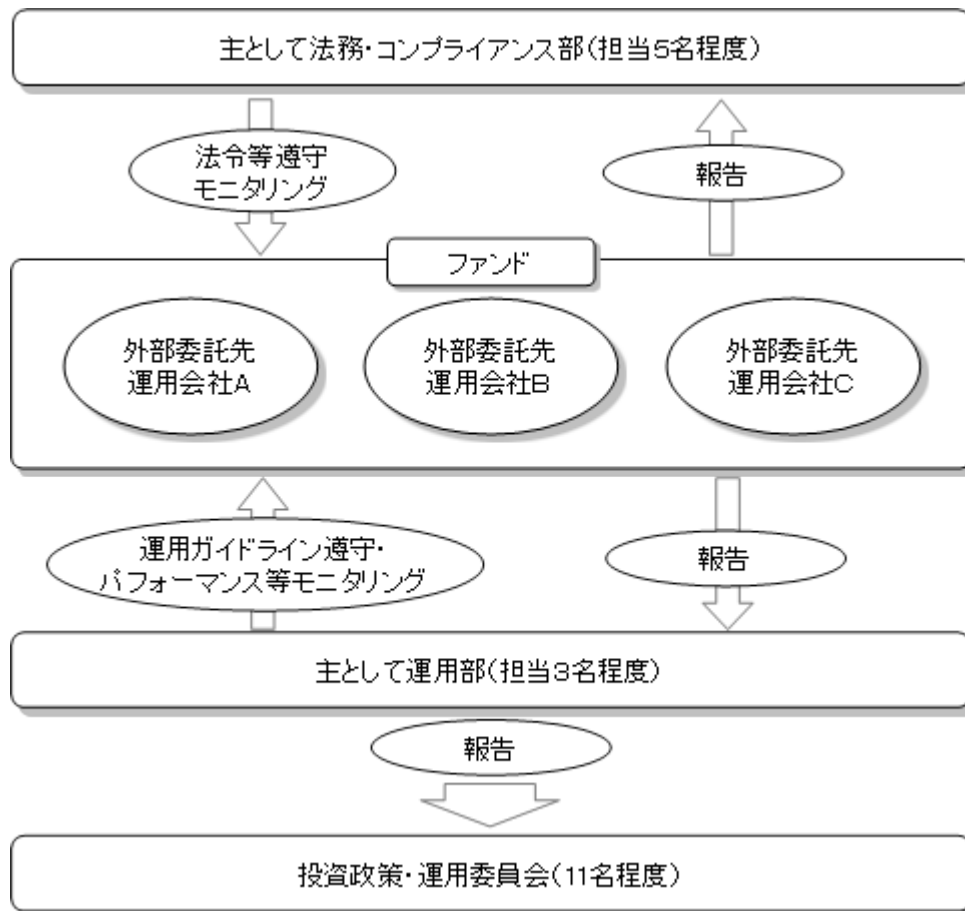 主として法務・コンプライアンス部(担当5名程度)
法令等遵守
モニタリング
報告
ファンド
外部委託先
運用会社A
外部委託先
運用会社B
外部委託先
運用会社C
運用ガイドライン遵守・
パフォーマンス等モニタリング
報告
主として運用部(担当3名程度)
報告
投資政策・運用委員会(11名程度)